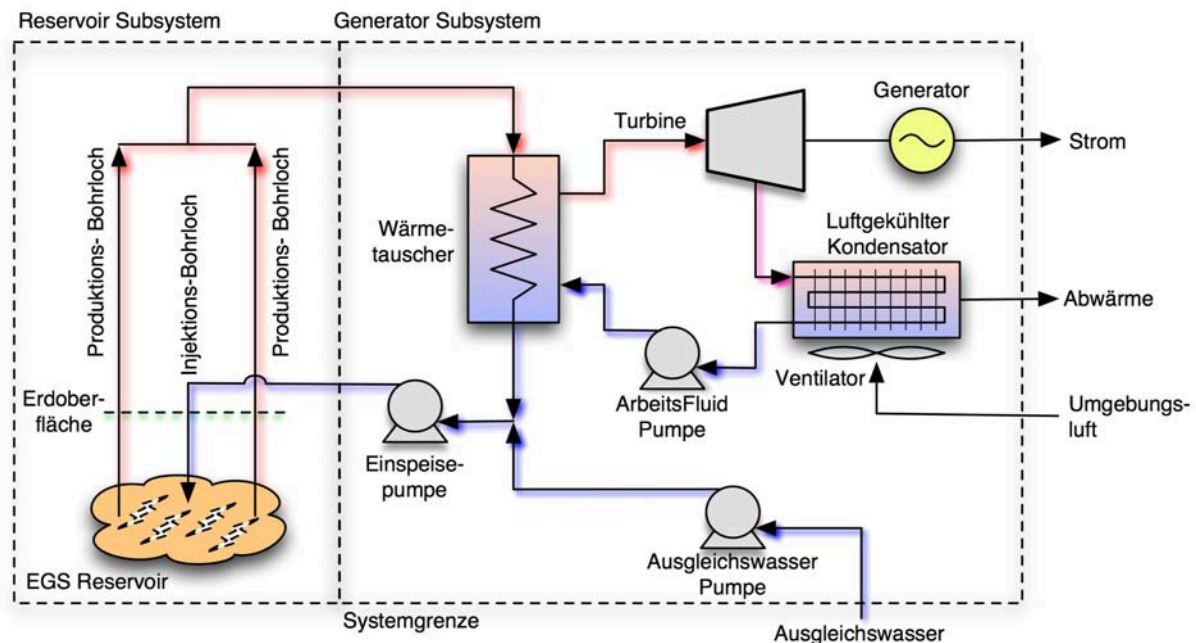 Reservoir Subsystem
Generator Subsystem
Generator
Turbine
Strom
Produktions- Bohrloch
Injektions-Bohrloch
Produktions- Bohrloch
Wärme-
tauscher
Luftgekühlter
Kondensator
Abwärme
Ventilator
Erdober-
fläche
ArbeitsFluid
Pumpe
Umgebungs-
luft
Einspeise-
pumpe
EGS Reservoir
Ausgleichswasser
Pumpe
Systemgrenze
Ausgleichswasser